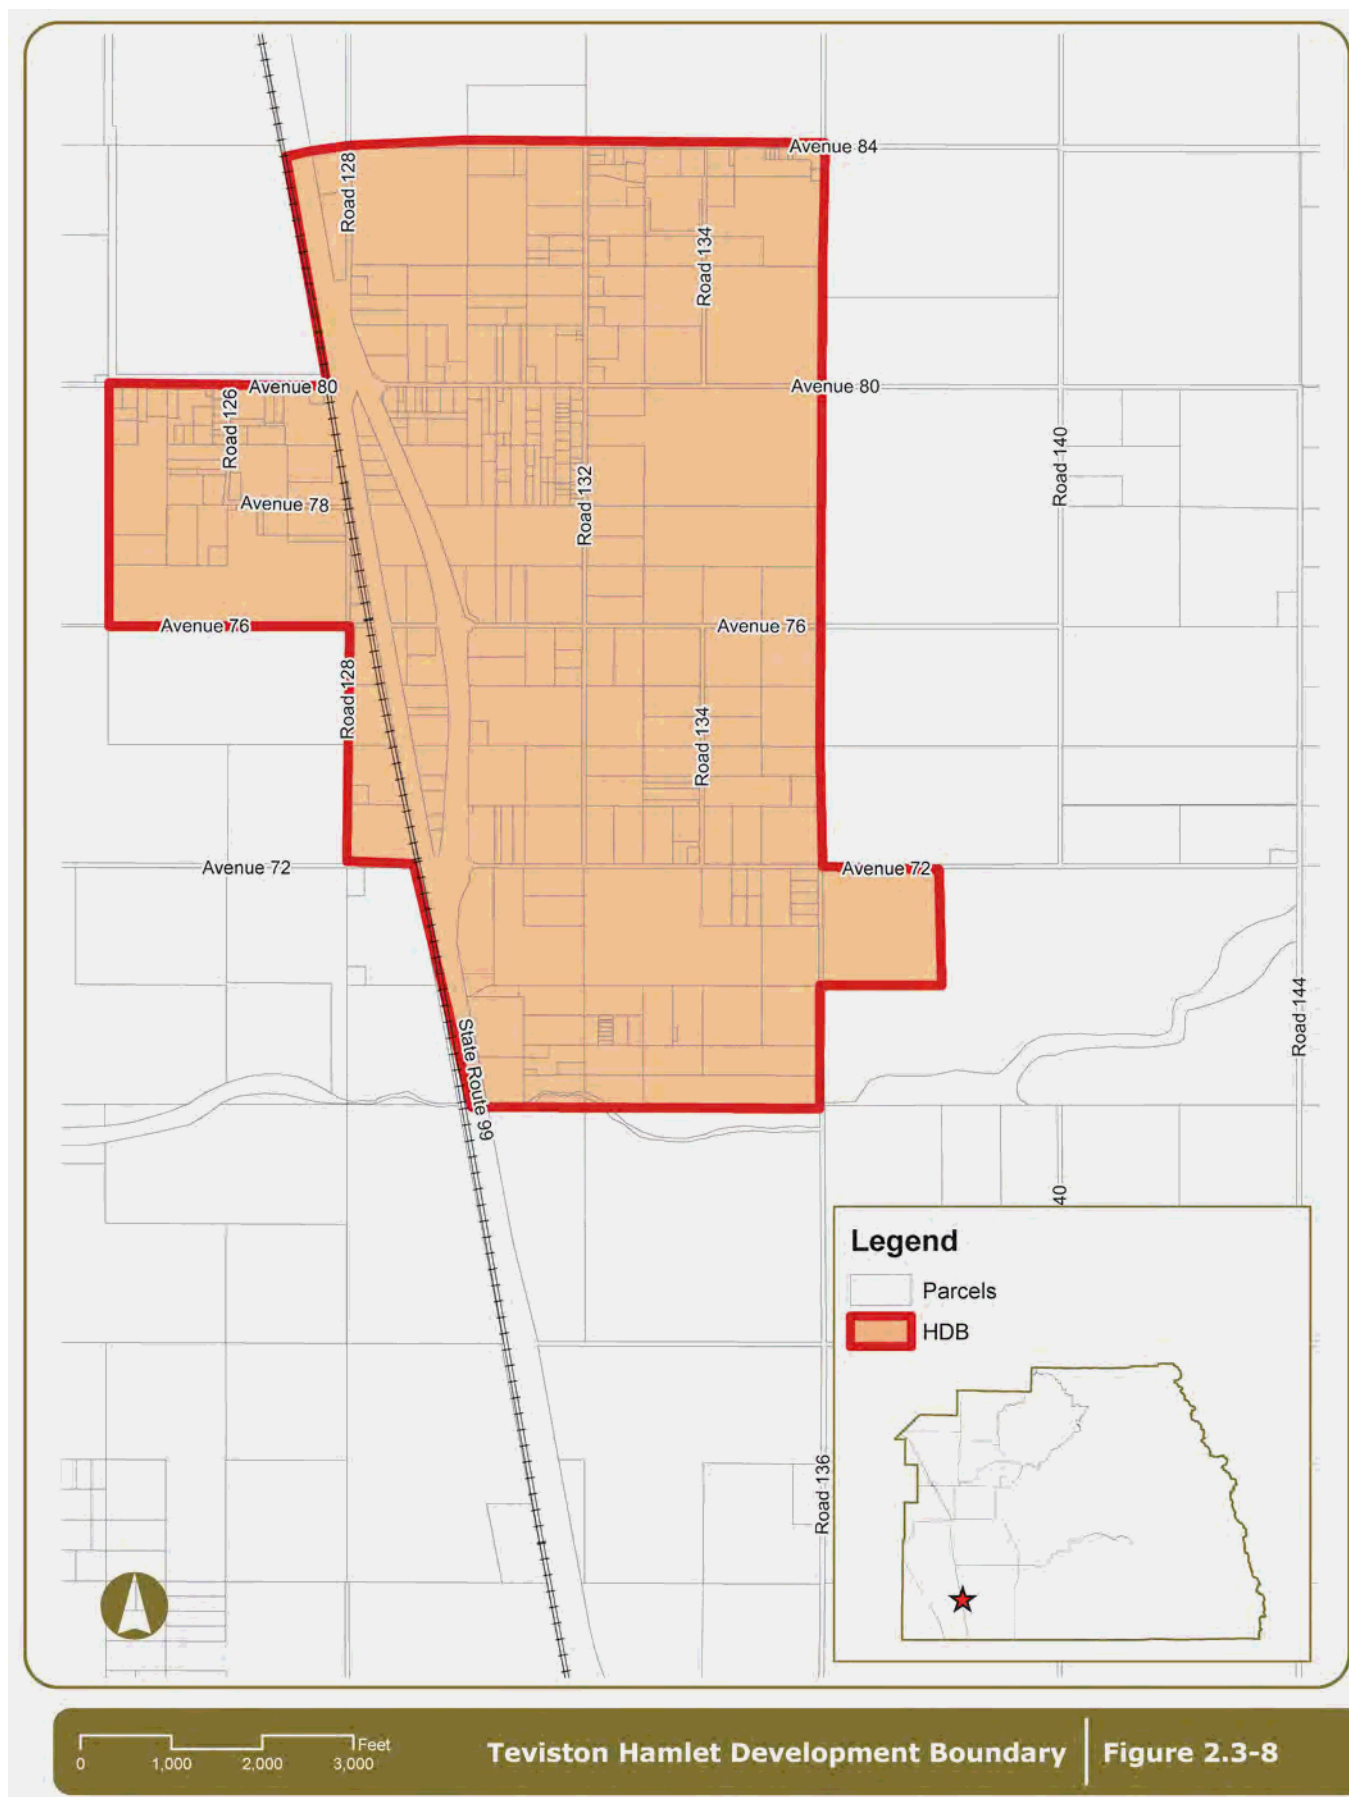 Avenue 84
Road 128
Road 134
Avenue 80
Avenue 80
Road 126
Road 140
Road 132
Avenue 78
Avenue 76
Avenue 76
Road 128
Road 134
Avenue 72
Avenue 72
Road 144
State Route 99
40
Legend
Parcels
HDB
Road 136
Feet
0 1,000 2,000 3,000
Teviston Hamlet Development Boundary Figure 2.3-8